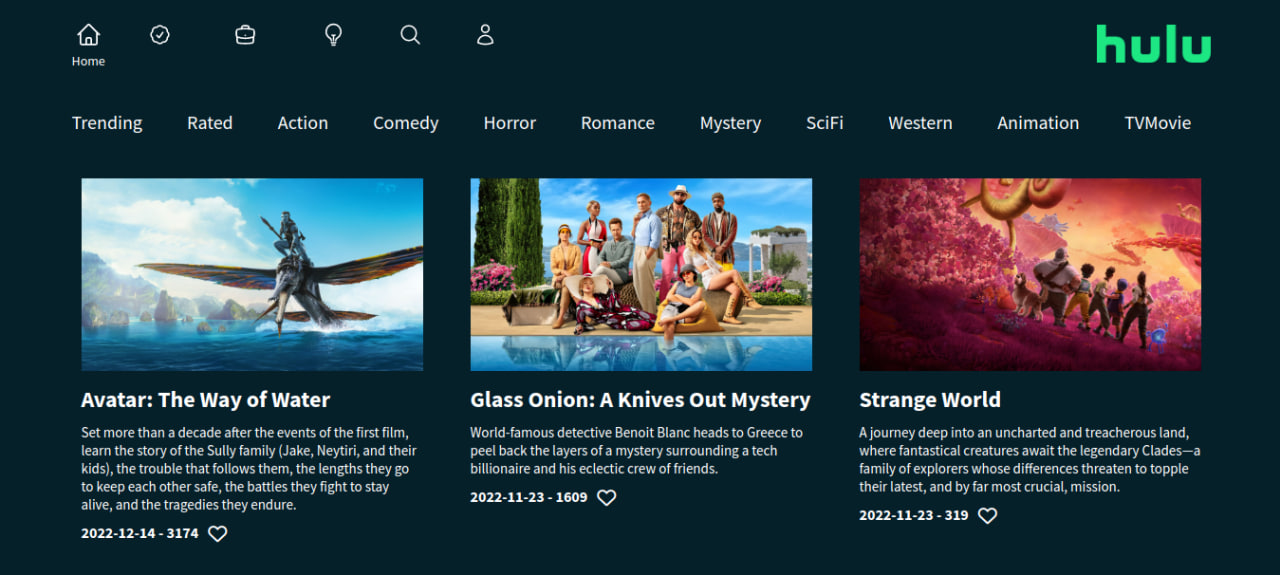 Home
hulu
Trending Rated Action Comedy Horror Romance Mystery SciFi Western Animation TVMovie
Avatar: The Way of Water
Set more than a decade after the events of the first film,
learn the story of the Sully family (Jake, Neytiri, and their
kids), the trouble that follows them, the lengths they go
to keep each other safe, the battles they fight to stay
alive, and the tragedies they endure.
2022-12-14 - 3174
Glass Onion: A Knives Out Mystery
World-famous detective Benoit Blanc heads to Greece to
peel back the layers of a mystery surrounding a tech
billionaire and his eclectic crew of friends.
2022-11-23 - 1609
Strange World
A journey deep into an uncharted and treacherous land,
where fantastical creatures await the legendary Clades—a
family of explorers whose differences threaten to topple
their latest, and by far most crucial, mission.
2022-11-23 - 319